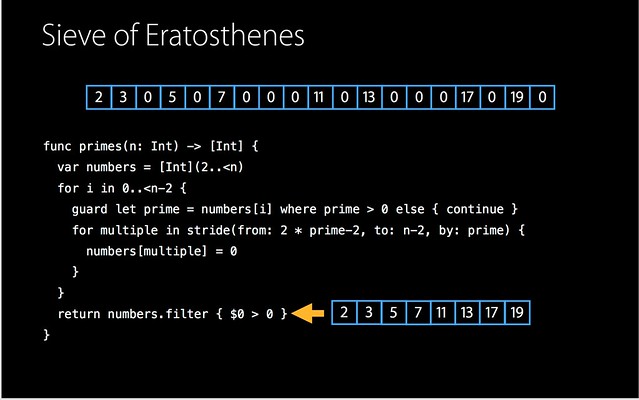 Sieve of Eratosthenes
2 3 0 5 0 7 0 0 0 11 0 13 0 0 0 17 0 19 0
func primes(n: Int) -> [Int] {
var numbers = [Int](2..<n)
for i in 0..<n-2 {
guard let prime = numbers[i] where prime > 0 else { continue }
for multiple in stride(from: 2 * prime-2, to: n-2, by: prime) {
numbers[multiple] = 0
}
}
return numbers.filter { $0 > 0 } 2 3 5 7 11 13 17 19
}